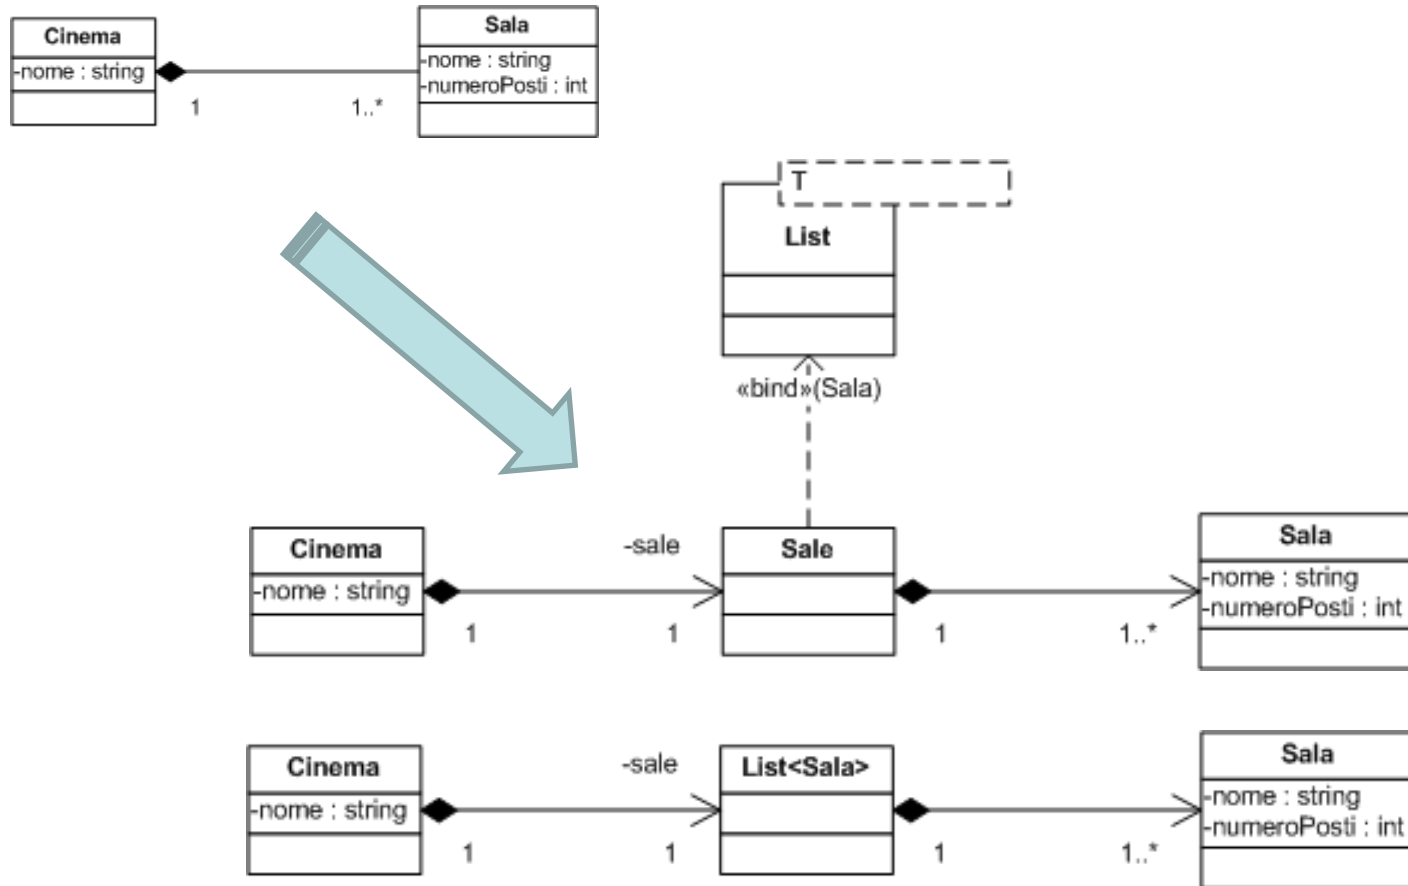 Cinema
-nome : string
1
1..*
Sala
-nome : string
-numeroPosti : int
T
List
«bind»(Sala)
Cinema
-nome : string
1
-sale
1
Sale
1
1..*
Sala
-nome : string
-numeroPosti : int
Cinema
-nome : string
1
-sale
1
List<Sala>
1
1..*
Sala
-nome : string
-numeroPosti : int